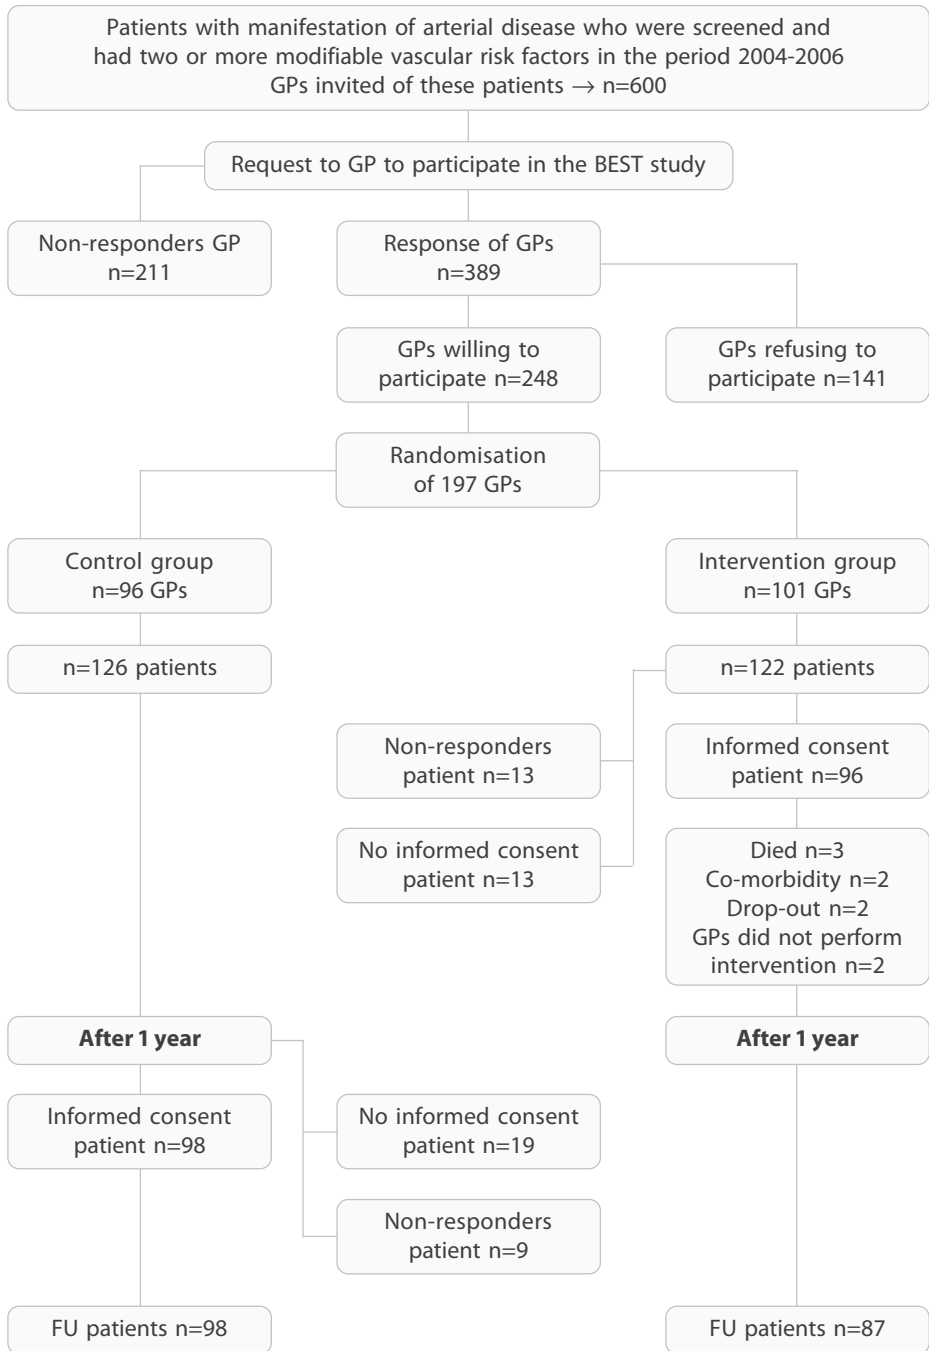 Patients with manifestation of arterial disease who were screened and
had two or more modifiable vascular risk factors in the period 2004-2006
GPs invited of these patients → n=600
Request to GP to participate in the BEST study
Non-responders GP
n=211
Response of GPs
n=389
GPs willing to
participate n=248
GPs refusing to
participate n=141
Randomisation
of 197 GPs
Control group
n=96 GPs
Intervention group
n=101 GPs
n=126 patients
n=122 patients
Non-responders
patient n=13
Informed consent
patient n=96
No informed consent
patient n=13
Died n=3
Co-morbidity n=2
Drop-out n=2
GPs did not perform
intervention n=2
After 1 year
After 1 year
Informed consent
patient n=98
No informed consent
patient n=19
Non-responders
patient n=9
FU patients n=98
FU patients n=87